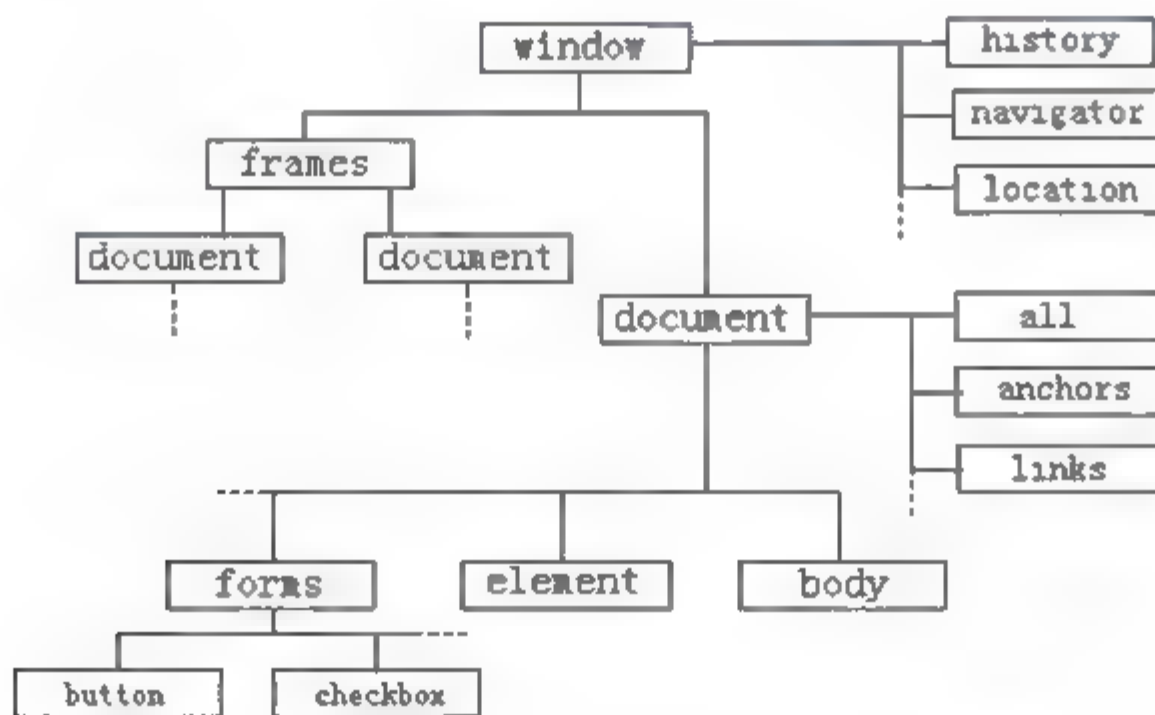 window
history
navigator
frames
location
document
document
document
all
anchors
links
forms
element
body
button
checkbox